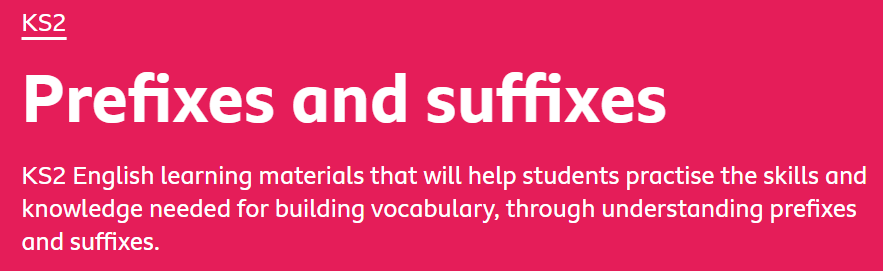 KS2
Prefixes and suffixes
KS2 English learning materials that will help students practise the skills and
knowledge needed for building vocabulary, through understanding prefixes
and suffixes.